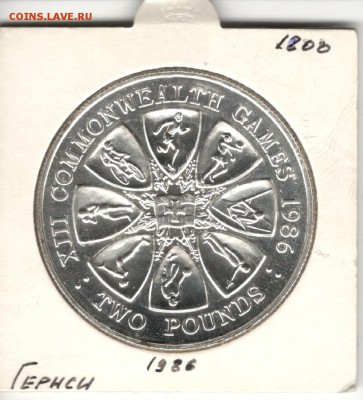 COINS.LAVE.RU
1800
XIII COMMONWEALTH GAMES 1986
· TWO POUNDS ·
1986
Гернси